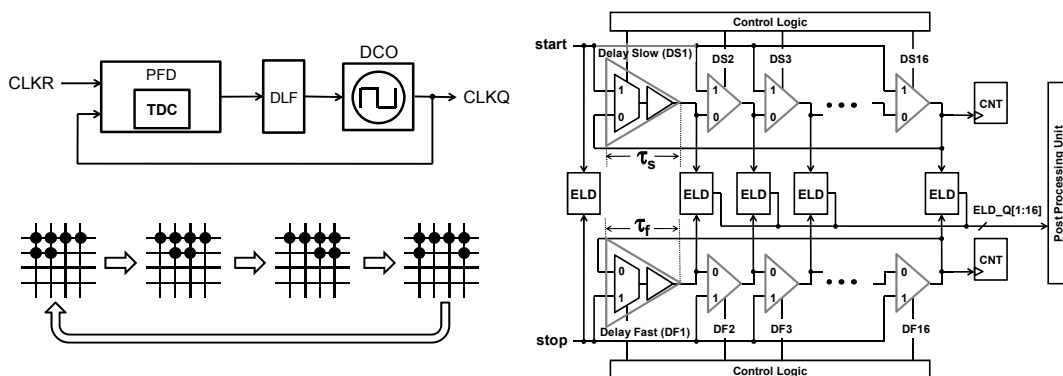 DCO
PFD
CLKR
TDC
DLF
CLKQ
Control Logic
start
Delay Slow (DS1)
DS2
DS3
DS16
1
0
1
0
1
0
1
0
CNT
τs
ELD
ELD
ELD
ELD
ELD
ELD_Q[1:16]
Post Processing Unit
τf
0
1
0
1
0
1
0
1
CNT
Delay Fast (DF1)
DF2
DF3
DF16
stop
Control Logic